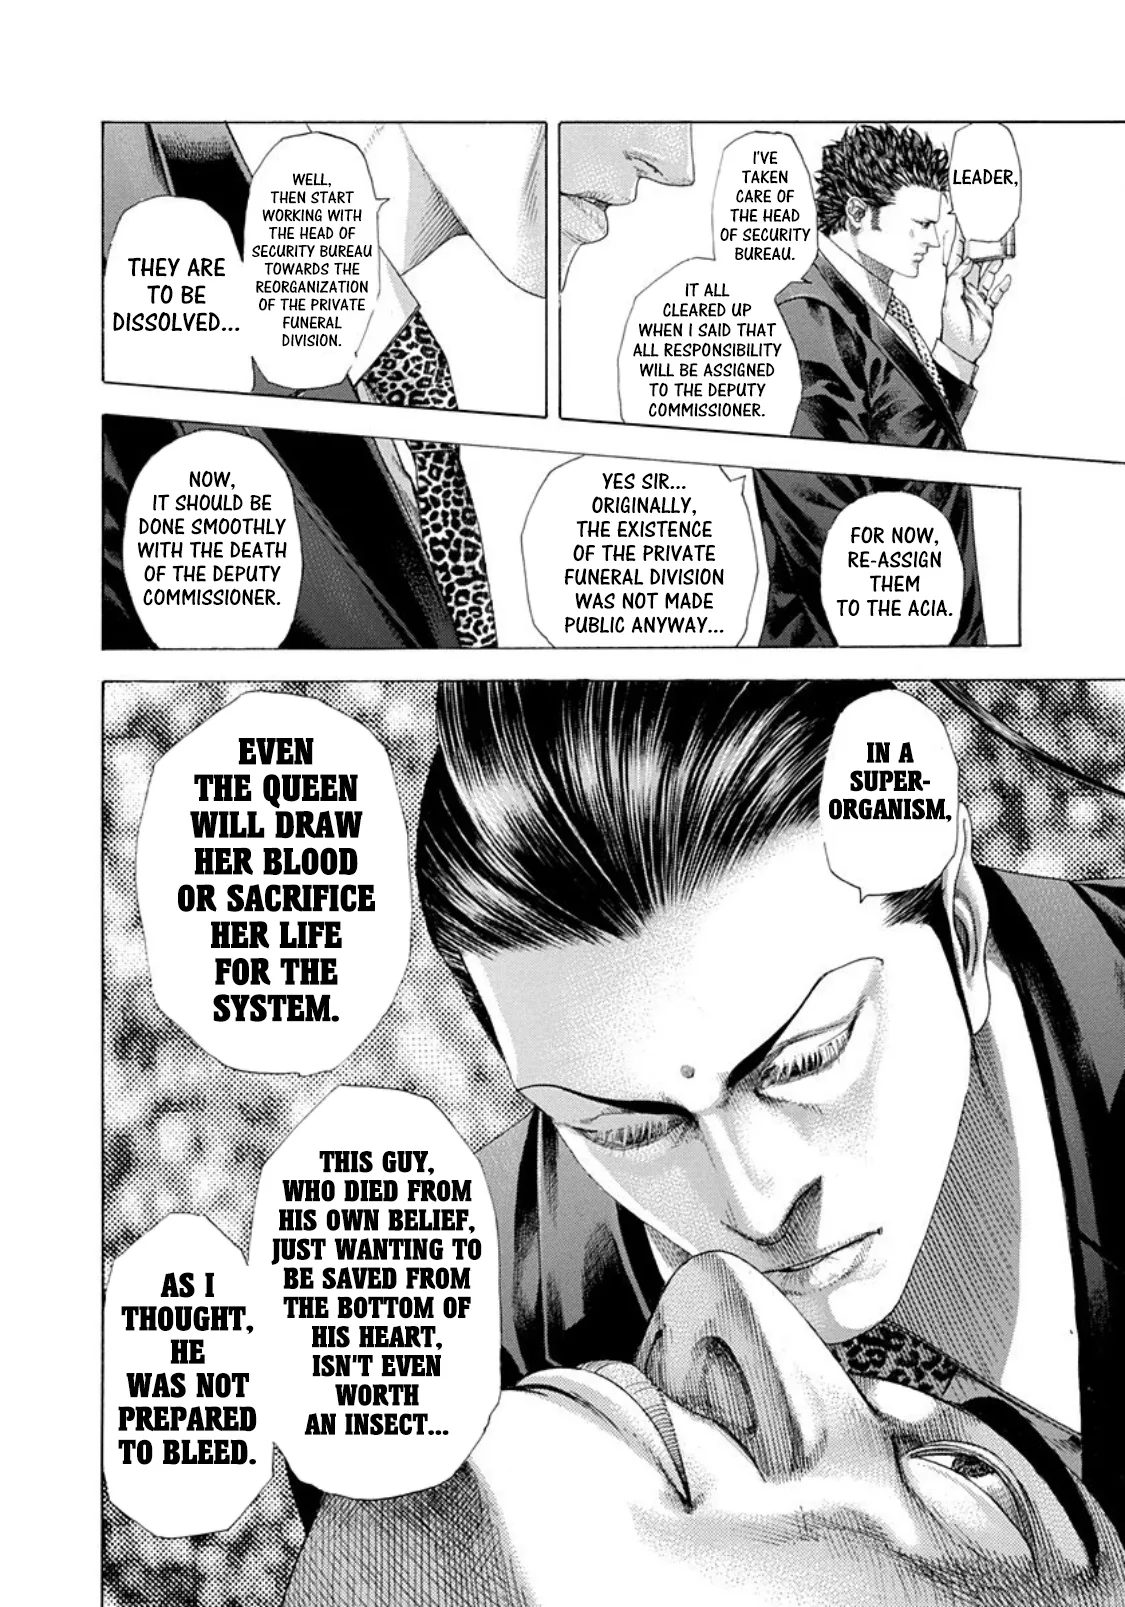 LEADER,
I'VE
TAKEN
CARE OF
THE HEAD
OF SECURITY
BUREAU.
IT ALL
CLEARED UP
WHEN I SAID THAT
ALL RESPONSIBILITY
WILL BE ASSIGNED
TO THE DEPUTY
COMMISSIONER.
WELL,
THEN START
WORKING WITH
THE HEAD OF
SECURITY BUREAU
TOWARDS THE
REORGANIZATION
OF THE PRIVATE
FUNERAL
DIVISION.
THEY ARE
TO BE
DISSOLVED...
FOR NOW,
RE-ASSIGN
THEM
TO THE ACIA.
YES SIR...
ORIGINALLY,
THE EXISTENCE
OF THE PRIVATE
FUNERAL DIVISION
WAS NOT MADE
PUBLIC ANYWAY...
NOW,
IT SHOULD BE
DONE SMOOTHLY
WITH THE DEATH
OF THE DEPUTY
COMMISSIONER.
IN A
SUPER-
ORGANISM,
EVEN
THE QUEEN
WILL DRAW
HER BLOOD
OR SACRIFICE
HER LIFE
FOR THE
SYSTEM.
THIS GUY,
WHO DIED FROM
HIS OWN BELIEF,
JUST WANTING TO
BE SAVED FROM
THE BOTTOM OF
HIS HEART,
ISN'T EVEN
WORTH
AN INSECT...
AS I
THOUGHT,
HE
WAS NOT
PREPARED
TO BLEED.